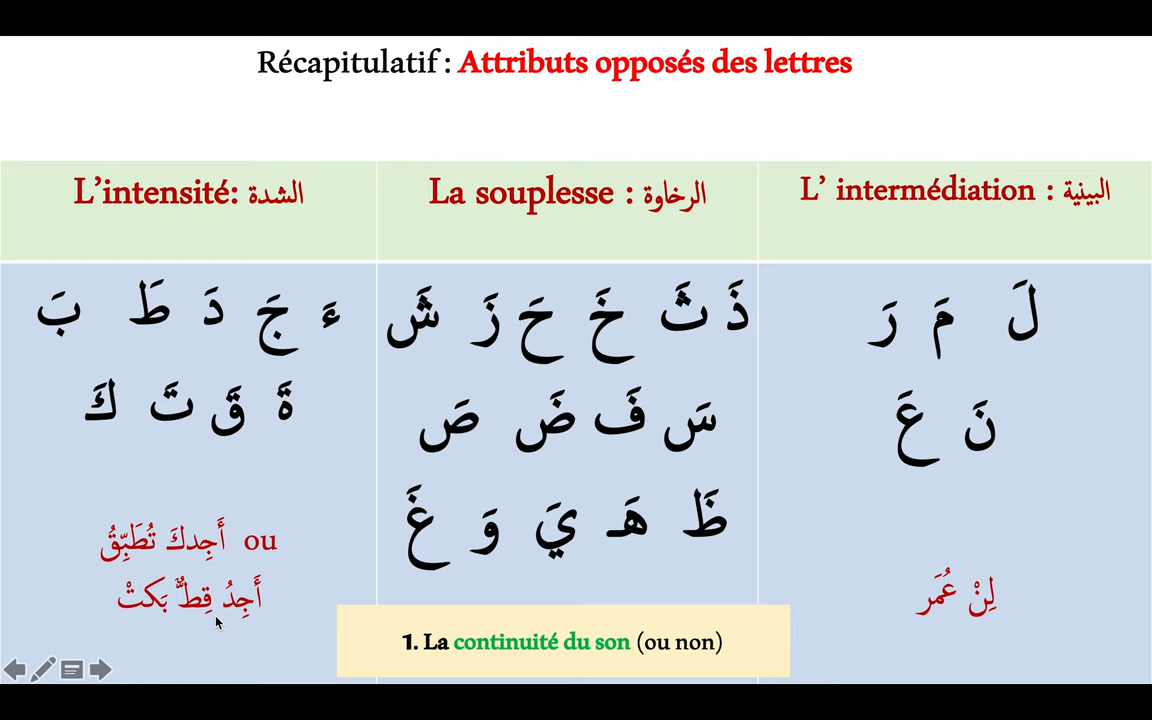 Récapitulatif : Attributs opposés des lettres
L'intensité: الشدة
ءَ جَ دَ طَ بَ
ةَ قَ تَ كَ
أَجِدكَ تُطَبِّقُ ou
أَجِدُ قِطٌّ بَكتْ
La souplesse : الرخاوة
ذَ ثَ خَ حَ زَ شَ
سَ فَ ضَ صَ
ظَ هَـ يَ وَ غَ
L' intermédiation : البينية
لَ مَ رَ
نَ عَ
لِنْ عُمَر
1. La continuité du son (ou non)